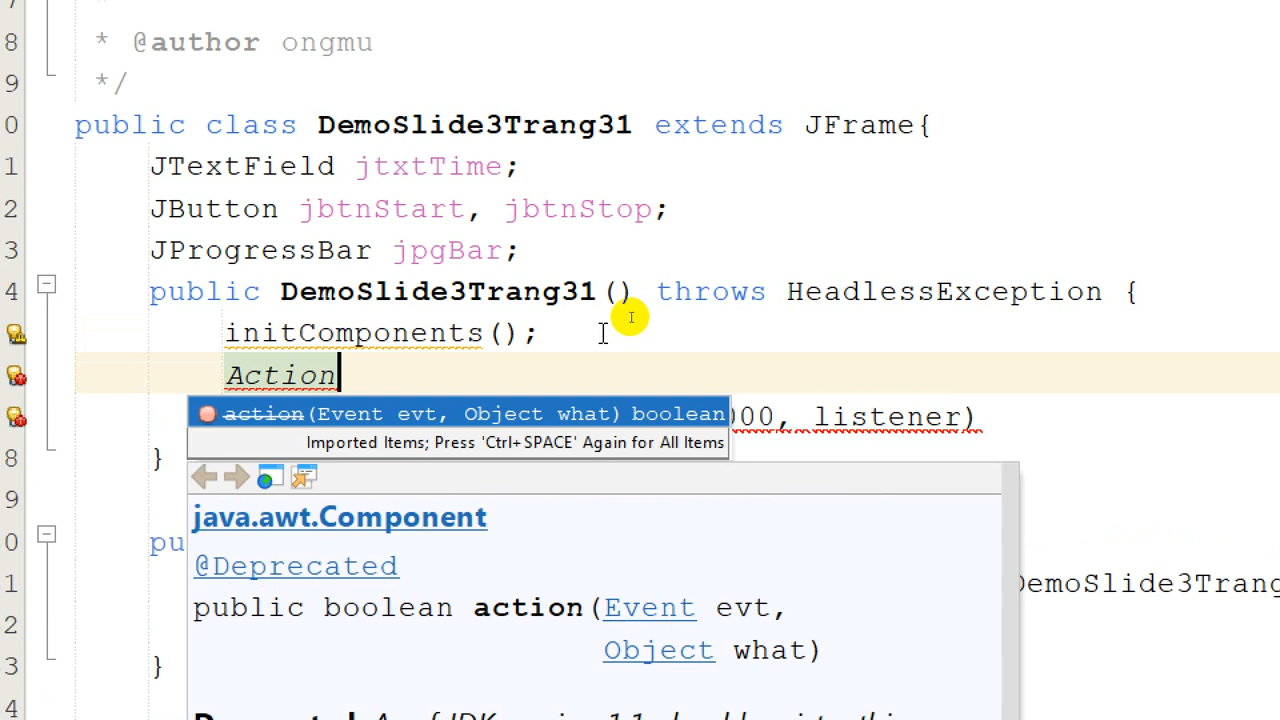 7 *
8 * @author ongmu
9 */
0 public class DemoSlide3Trang31 extends JFrame{
1 JTextField jtxtTime;
2 JButton jbtnStart, jbtnStop;
3 JProgressBar jpgBar;
4 public DemoSlide3Trang31() throws HeadlessException {
initComponents();
Action
000, listener)
action(Event evt, Object what) boolean
Imported Items; Press 'Ctrl+SPACE' Again for All Items
8 }
9
java.awt.Component
0 pu
@Deprecated
1 DemoSlide3Trang
public boolean action(Event evt,
2
Object what)
3 }
4